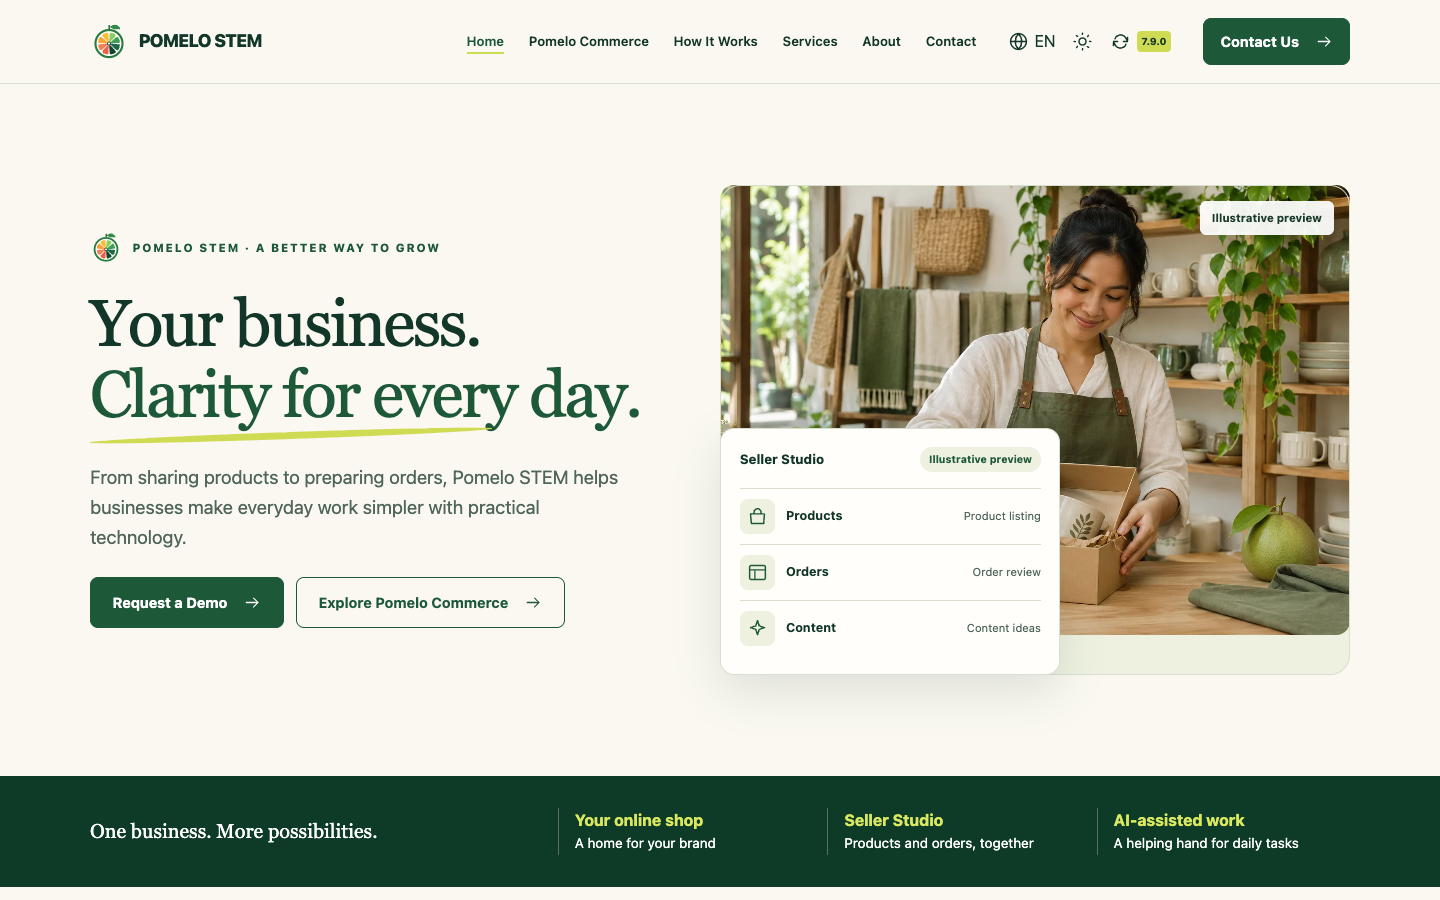 POMELO STEM
Home
Pomelo Commerce
How It Works
Services
About
Contact
EN
7.9.0
Contact Us
POMELO STEM · A BETTER WAY TO GROW
Your business.
Clarity for every day.
From sharing products to preparing orders, Pomelo STEM helps
businesses make everyday work simpler with practical
technology.
Request a Demo
Explore Pomelo Commerce
Illustrative preview
Seller Studio
Illustrative preview
Products
Product listing
Orders
Order review
Content
Content ideas
One business. More possibilities.
Your online shop
A home for your brand
Seller Studio
Products and orders, together
AI-assisted work
A helping hand for daily tasks